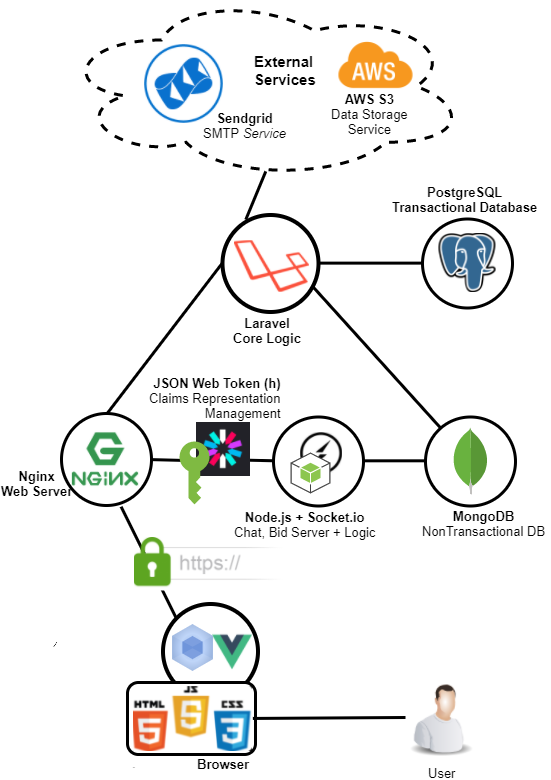 External
Services
AWS
Sendgrid
SMTP Service
AWS S3
Data Storage
Service
PostgreSQL
Transactional Database
Laravel
Core Logic
JSON Web Token (h)
Claims Representation
Management
NGiNX
Nginx
Web Server
Node.js + Socket.io
Chat, Bid Server + Logic
MongoDB
NonTransactional DB
https://
HTML
5
JS
5
CSS
3
Browser
User